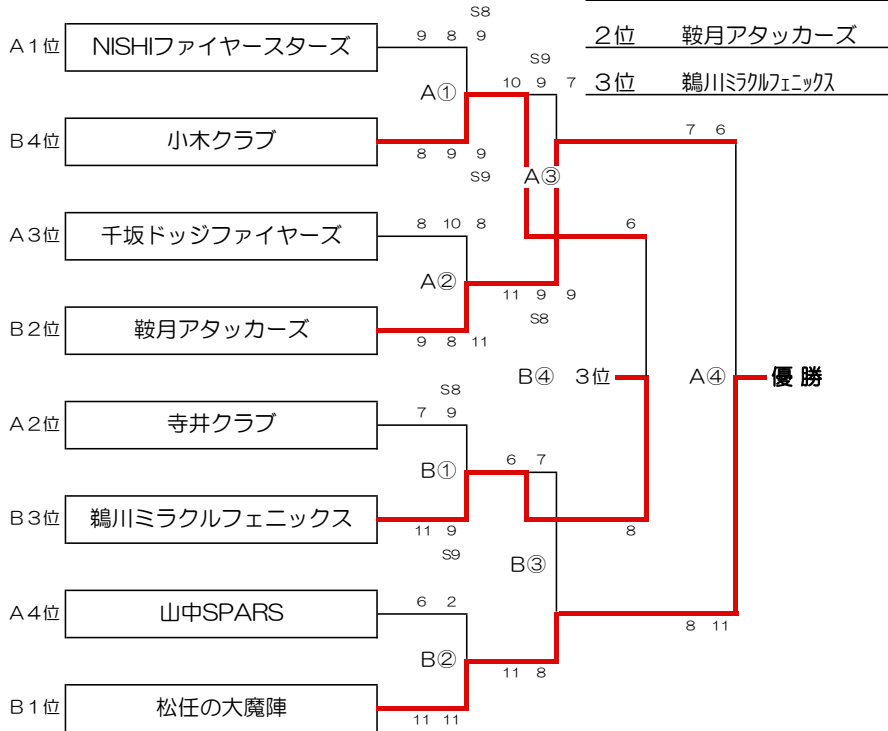 S8
A1位 NISHIファイヤースターズ 9 8 9
2位 鞍月アタッカーズ
S9
A① 10 9 7 3位 鵜川ミラクルフェニックス
B4位 小木クラブ 7 6
8 9 9
S9 A③
A3位 千坂ドッジファイヤーズ 8 10 8 6
A② 11 9 9
S8
B2位 鞍月アタッカーズ
9 8 11
B④ 3位 A④ 優勝
S8
A2位 寺井クラブ 7 9
B① 6 7
B3位 鵜川ミラクルフェニックス
11 9 8
S9
B③
A4位 山中SPARS 6 2
8 11
B② 11 8
B1位 松任の大魔陣
11 11